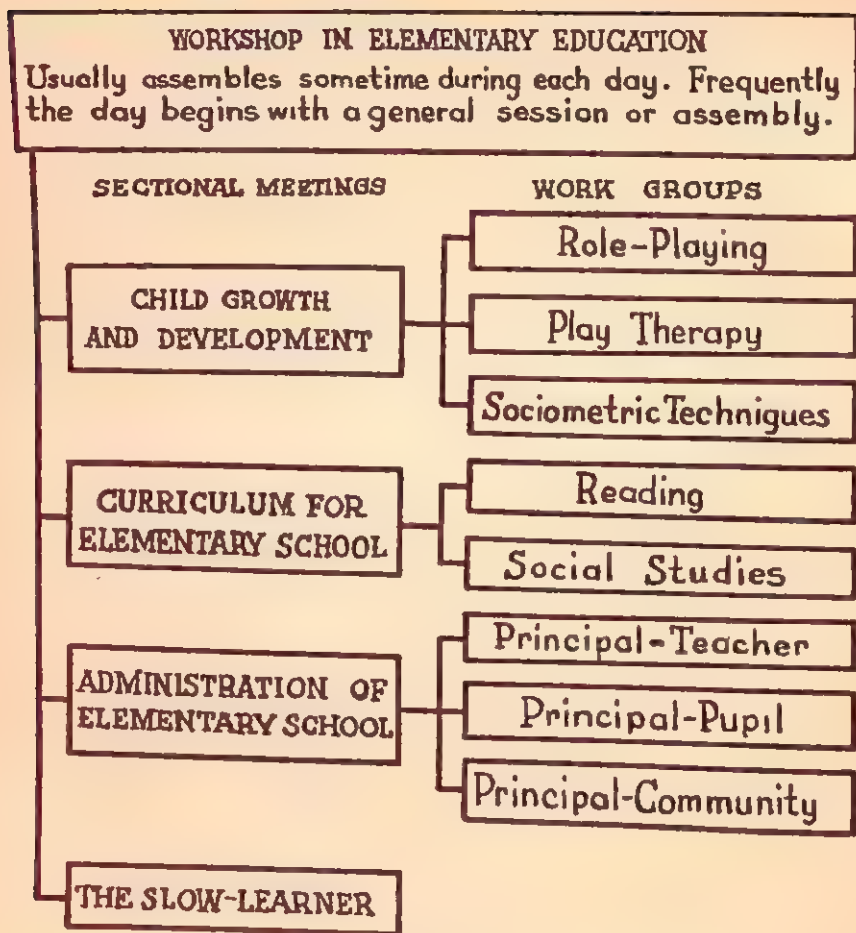 WORKSHOP IN ELEMENTARY EDUCATION
Usually assembles sometime during each day. Frequently
the day begins with a general session or assembly.
SECTIONAL MEETINGS
WORK GROUPS
CHILD GROWTH
AND DEVELOPMENT
Role-Playing
Play Therapy
Sociometric Techniques
CURRICULUM FOR
ELEMENTARY SCHOOL
Reading
Social Studies
ADMINISTRATION OF
ELEMENTARY SCHOOL
Principal-Teacher
Principal-Pupil
Principal-Community
THE SLOW-LEARNER